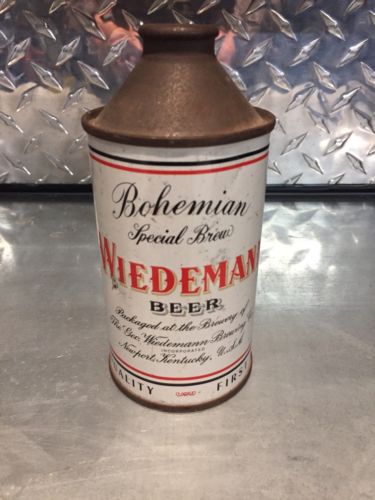 Bohemian
Special Brew
WIEDEMANN
BEER
Packaged at the Brewery of
The Geo. Wiedemann Brewing
INCORPORATED
Newport, Kentucky, U.S.A.
QUALITY FIRST